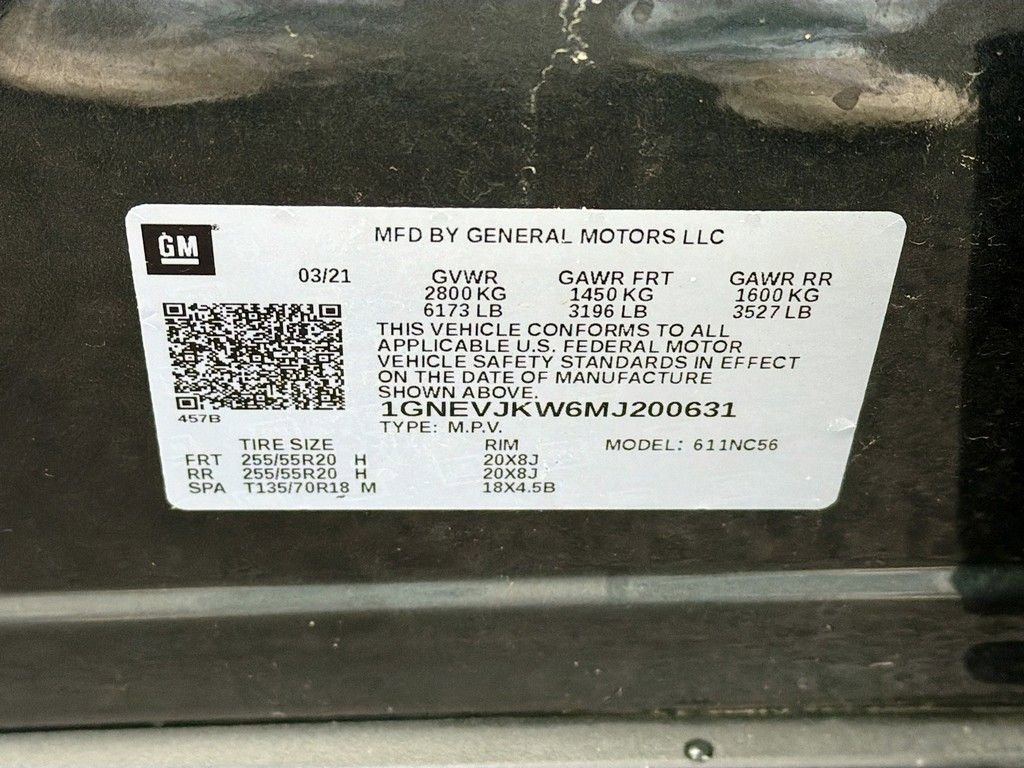 GM
MFD BY GENERAL MOTORS LLC
03/21 GVWR GAWR FRT GAWR RR
2800 KG 1450 KG 1600 KG
6173 LB 3196 LB 3527 LB
THIS VEHICLE CONFORMS TO ALL
APPLICABLE U.S. FEDERAL MOTOR
VEHICLE SAFETY STANDARDS IN EFFECT
ON THE DATE OF MANUFACTURE
SHOWN ABOVE.
1GNEVJKW6MJ200631
457B
TYPE: M.P.V.
TIRE SIZE RIM MODEL: 611NC56
FRT 255/55R20 H 20X8J
RR 255/55R20 H 20X8J
SPA T135/70R18 M 18X4.5B